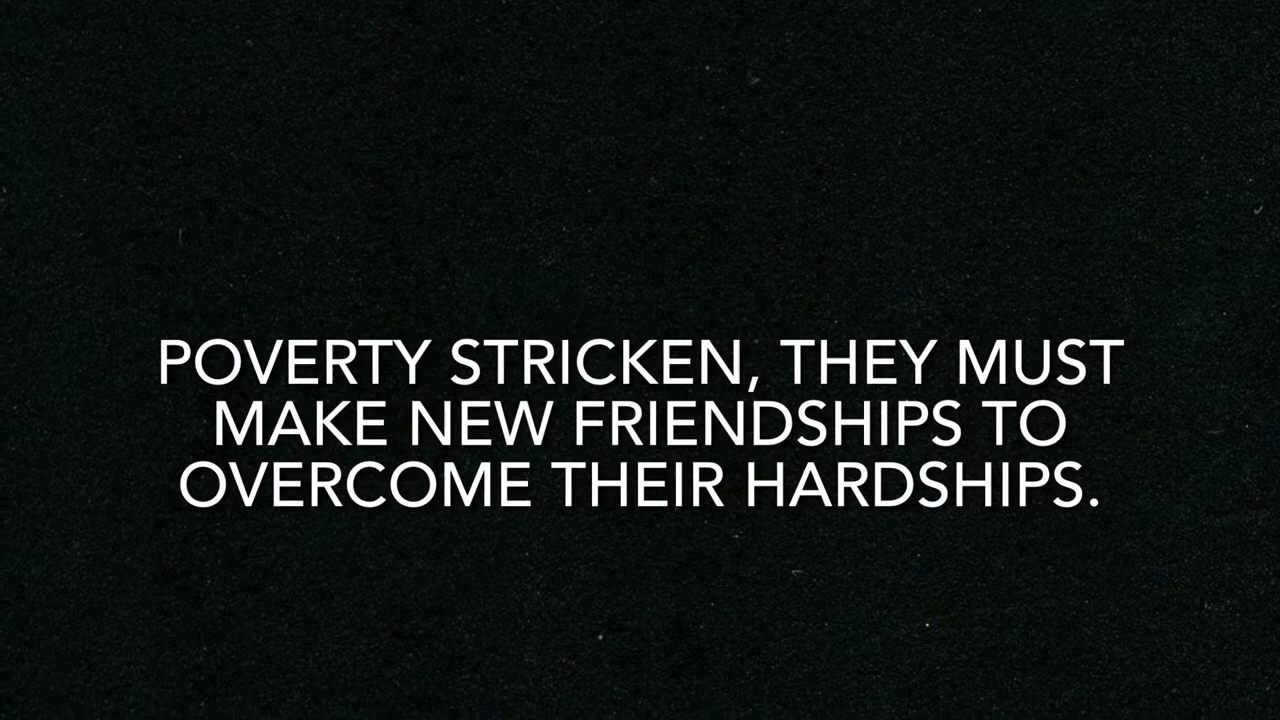 POVERTY STRICKEN, THEY MUST
MAKE NEW FRIENDSHIPS TO
OVERCOME THEIR HARDSHIPS.